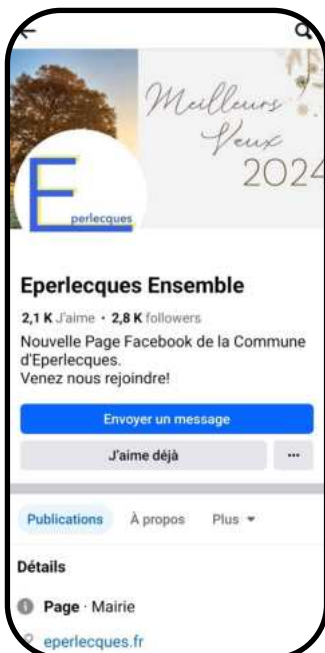 Meilleurs
Vœux
2024
E
perlecques
Eperlecques Ensemble
2,1 K J'aime • 2,8 K followers
Nouvelle Page Facebook de la Commune
d'Eperlecques.
Venez nous rejoindre!
Envoyer un message
J'aime déjà
Publications À propos Plus
Détails
Page · Mairie
eperlecques.fr